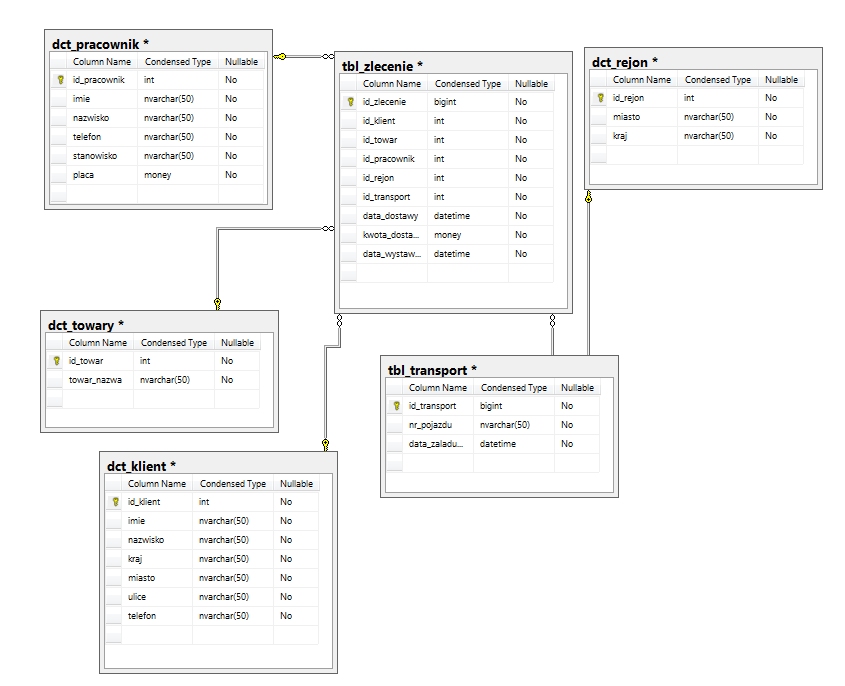 dct_pracownik *
Column Name Condensed Type Nullable
id_pracownik int No
imie nvarchar(50) No
nazwisko nvarchar(50) No
telefon nvarchar(50) No
stanowisko nvarchar(50) No
placa money No
tbl_zlecenie *
Column Name Condensed Type Nullable
id_zlecenie bigint No
id_klient int No
id_towar int No
id_pracownik int No
id_rejon int No
id_transport int No
data_dostawy datetime No
kwota_dosta... money No
data_wystaw... datetime No
dct_rejon *
Column Name Condensed Type Nullable
id_rejon int No
miasto nvarchar(50) No
kraj nvarchar(50) No
dct_towary *
Column Name Condensed Type Nullable
id_towar int No
towar_nazwa nvarchar(50) No
tbl_transport *
Column Name Condensed Type Nullable
id_transport bigint No
nr_pojazdu nvarchar(50) No
data_zaladu... datetime No
dct_klient *
Column Name Condensed Type Nullable
id_klient int No
imie nvarchar(50) No
nazwisko nvarchar(50) No
kraj nvarchar(50) No
miasto nvarchar(50) No
ulice nvarchar(50) No
telefon nvarchar(50) No